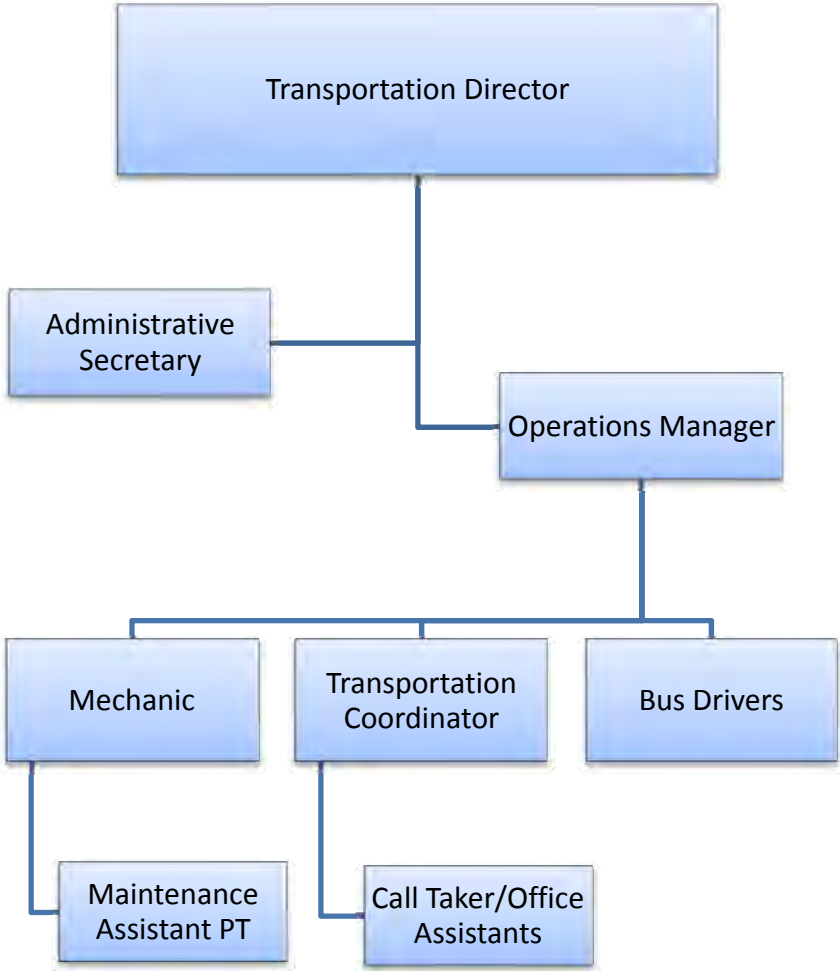 Transportation Director
Administrative
Secretary
Operations Manager
Mechanic
Transportation
Coordinator
Bus Drivers
Maintenance
Assistant PT
Call Taker/Office
Assistants